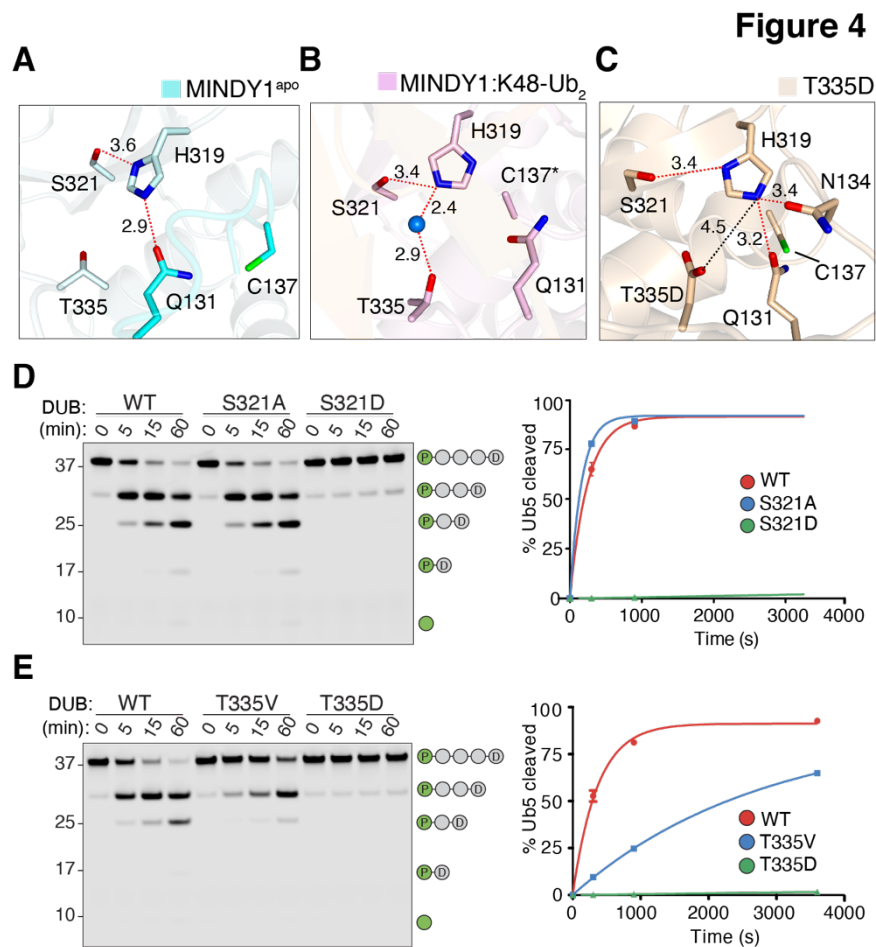 Figure 4
A
MINDY1apo
3.6
H319
S321
2.9
T335
Q131
C137
B
MINDY1:K48-Ub2
H319
S321
3.4
C137*
2.4
2.9
T335
Q131
C
T335D
H319
3.4
S321
3.4
N134
4.5
3.2
C137
T335D
Q131
D
DUB: WT S321A S321D
(min): 0 5 15 60 0 5 15 60 0 5 15 60
37
25
17
10
P D
P D
P D
P D
% Ub5 cleaved
100
75
50
25
0
WT
S321A
S321D
0 1000 2000 3000 4000
Time (s)
E
DUB: WT T335V T335D
(min): 0 5 15 60 0 5 15 60 0 5 15 60
37
25
17
10
P D
P D
P D
P D
% Ub5 cleaved
100
75
50
25
0
WT
T335V
T335D
0 1000 2000 3000 4000
Time (s)